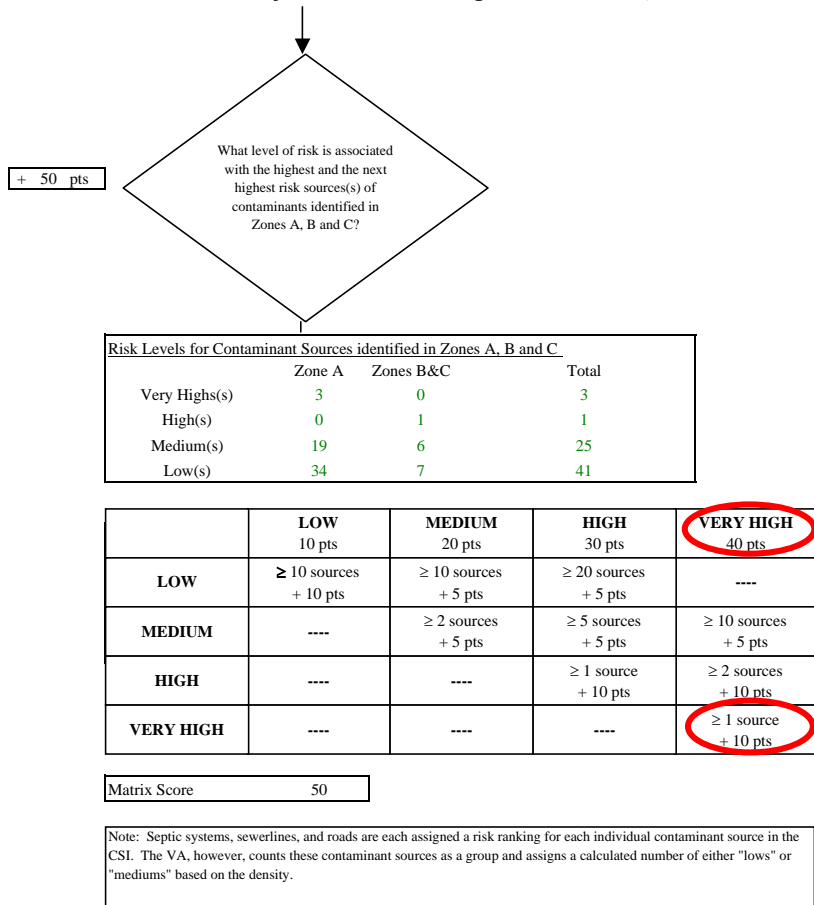 What level of risk is associated
with the highest and the next
highest risk sources(s) of
contaminants identified in
Zones A, B and C?
+ 50 pts
Risk Levels for Contaminant Sources identified in Zones A, B and C
Zone A Zones B&C Total
Very Highs(s) 3 0 3
High(s) 0 1 1
Medium(s) 19 6 25
Low(s) 34 7 41
LOW MEDIUM HIGH VERY HIGH
10 pts 20 pts 30 pts 40 pts
LOW ≥ 10 sources ≥ 10 sources ≥ 20 sources ----
+ 10 pts + 5 pts + 5 pts
MEDIUM ---- ≥ 2 sources ≥ 5 sources ≥ 10 sources
+ 5 pts + 5 pts + 5 pts
HIGH ---- ---- ≥ 1 source ≥ 2 sources
+ 10 pts + 10 pts
VERY HIGH ---- ---- ---- ≥ 1 source
+ 10 pts
Matrix Score 50
Note: Septic systems, sewerlines, and roads are each assigned a risk ranking for each individual contaminant source in the
CSI. The VA, however, counts these contaminant sources as a group and assigns a calculated number of either "lows" or
"mediums" based on the density.